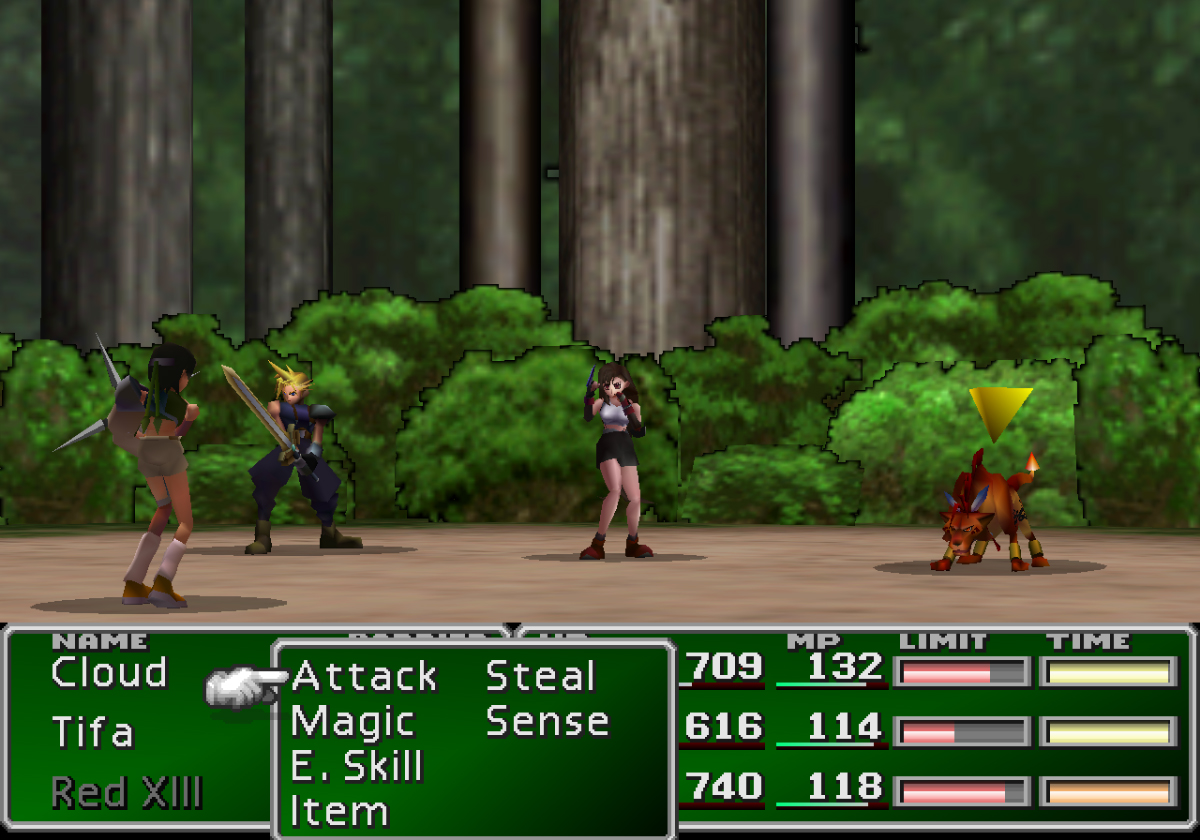 NAME MP LIMIT TIME
Cloud Attack Steal 709 132
Magic Sense
Tifa 616 114
E. Skill
Red XIII Item 740 118